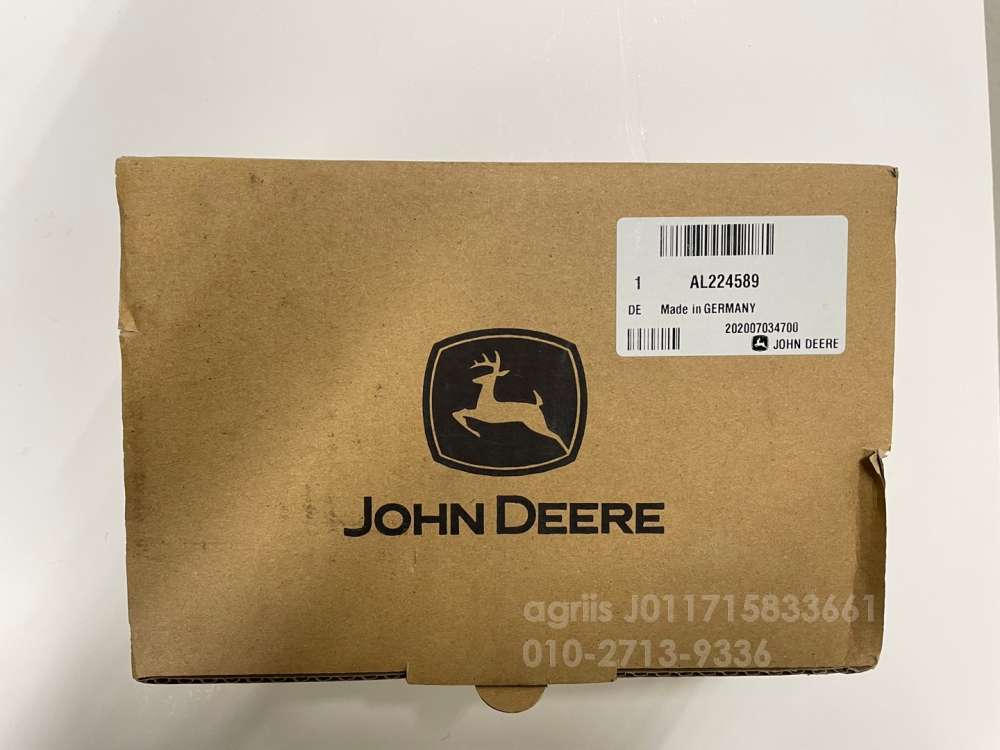 1 AL224589
DE Made in GERMANY
202007034700
JOHN DEERE
JOHN DEERE
agriis J011715833661
010-2713-9336